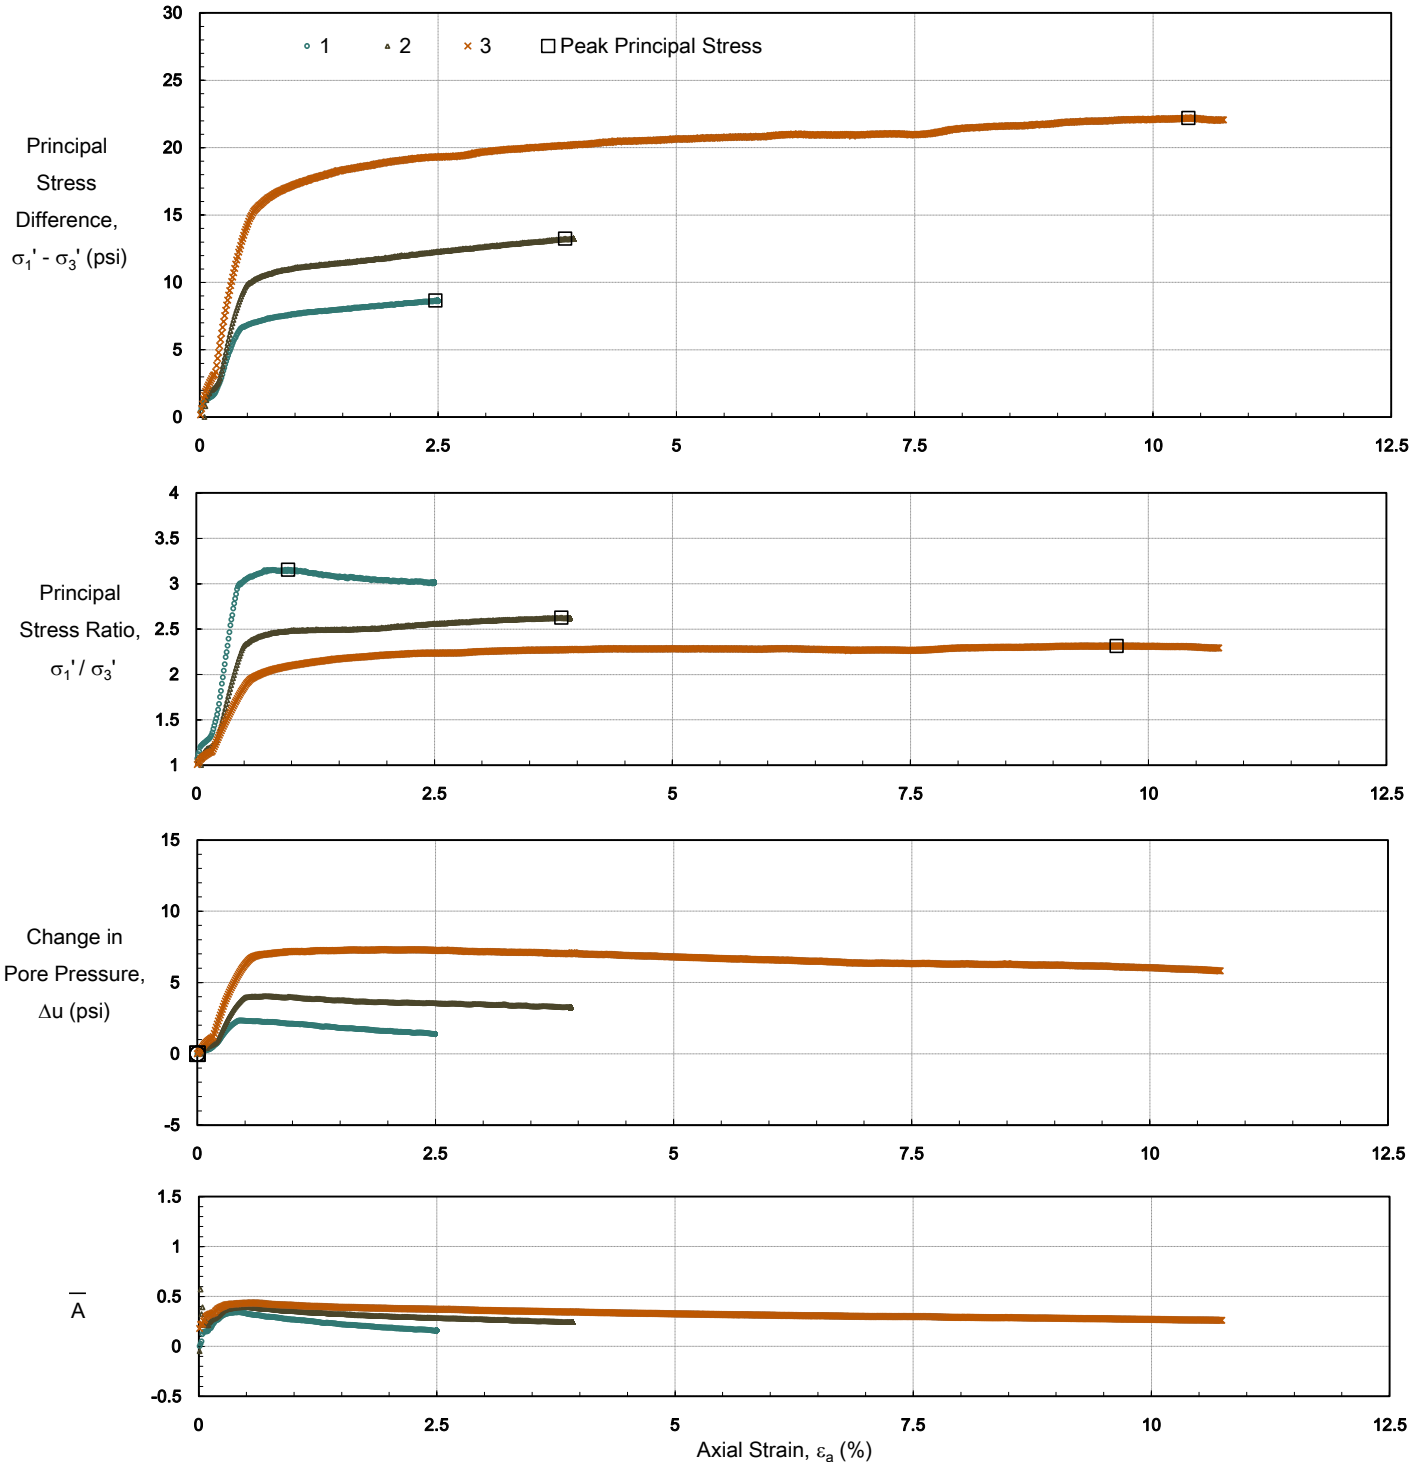 30
25
20
15
10
5
0
1 2 3 Peak Principal Stress
Principal
Stress
Difference,
σ1' - σ3' (psi)
0 2.5 5 7.5 10 12.5
4
3.5
3
2.5
2
1.5
1
Principal
Stress Ratio,
σ1' / σ3'
0 2.5 5 7.5 10 12.5
15
10
5
0
-5
Change in
Pore Pressure,
Δu (psi)
0 2.5 5 7.5 10 12.5
1.5
1
0.5
0
-0.5
A̅
0 2.5 5 7.5 10 12.5
Axial Strain, εa (%)